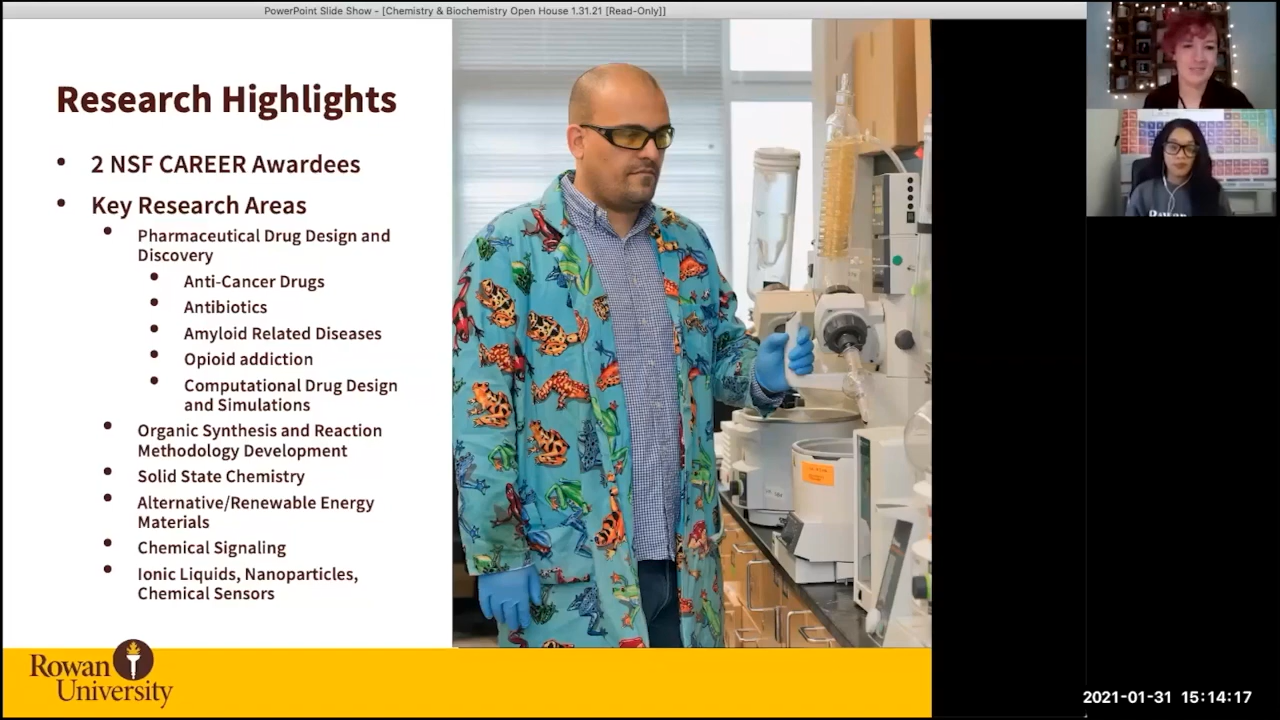 PowerPoint Slide Show - [Chemistry & Biochemistry Open House 1.31.21 [Read-Only]]
Research Highlights
• 2 NSF CAREER Awardees
• Key Research Areas
• Pharmaceutical Drug Design and
Discovery
• Anti-Cancer Drugs
• Antibiotics
• Amyloid Related Diseases
• Opioid addiction
• Computational Drug Design
and Simulations
• Organic Synthesis and Reaction
Methodology Development
• Solid State Chemistry
• Alternative/Renewable Energy
Materials
• Chemical Signaling
• Ionic Liquids, Nanoparticles,
Chemical Sensors
Rowan
University
Rowan
2021-01-31 15:14:17